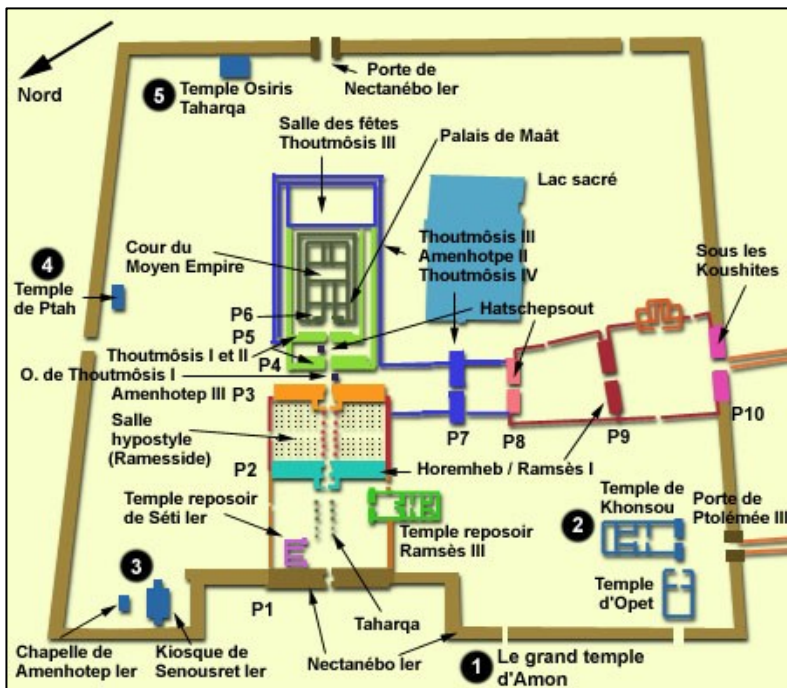 Nord
5
Temple Osiris
Taharqa
Porte de
Nectanébo Ier
Salle des fêtes
Thoutmôsis III
Palais de Maât
Lac sacré
Cour du
Moyen Empire
Thoutmôsis III
Amenhotpe II
Thoutmôsis IV
Sous les
Koushites
4
Temple
de Ptah
P6
P5
Hatschepsout
Thoutmôsis I et II
P4
O. de Thoutmôsis I
Amenhotep III
P3
Salle
hypostyle
(Ramesside)
P7
P8
P9
P10
P2
Horemheb / Ramsès I
Temple reposoir
de Séti Ier
Temple reposoir
Ramsès III
2
Temple de
Khonsou
Porte de
Ptolémée III
Temple
d'Opet
3
P1
Taharqa
Chapelle de
Amenhotep Ier
Kiosque de
Senousret Ier
Nectanébo Ier
1
Le grand temple
d'Amon